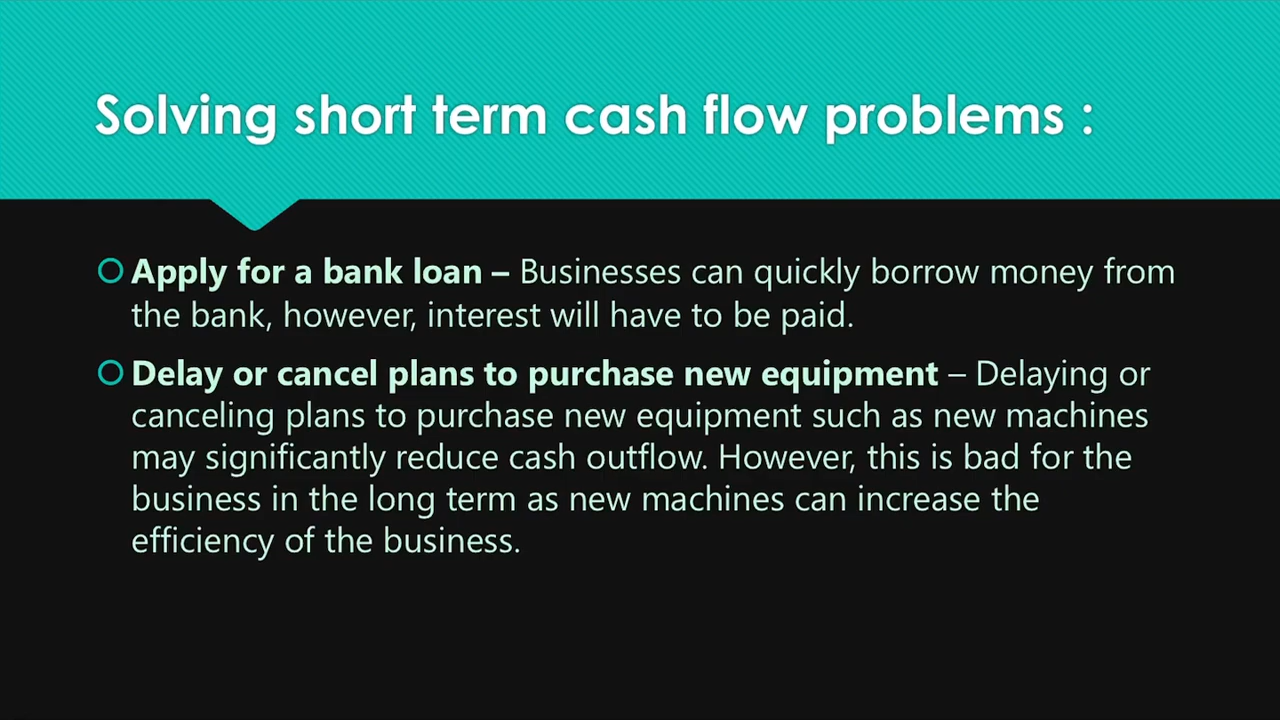 Solving short term cash flow problems :
Apply for a bank loan – Businesses can quickly borrow money from
the bank, however, interest will have to be paid.
Delay or cancel plans to purchase new equipment – Delaying or
canceling plans to purchase new equipment such as new machines
may significantly reduce cash outflow. However, this is bad for the
business in the long term as new machines can increase the
efficiency of the business.